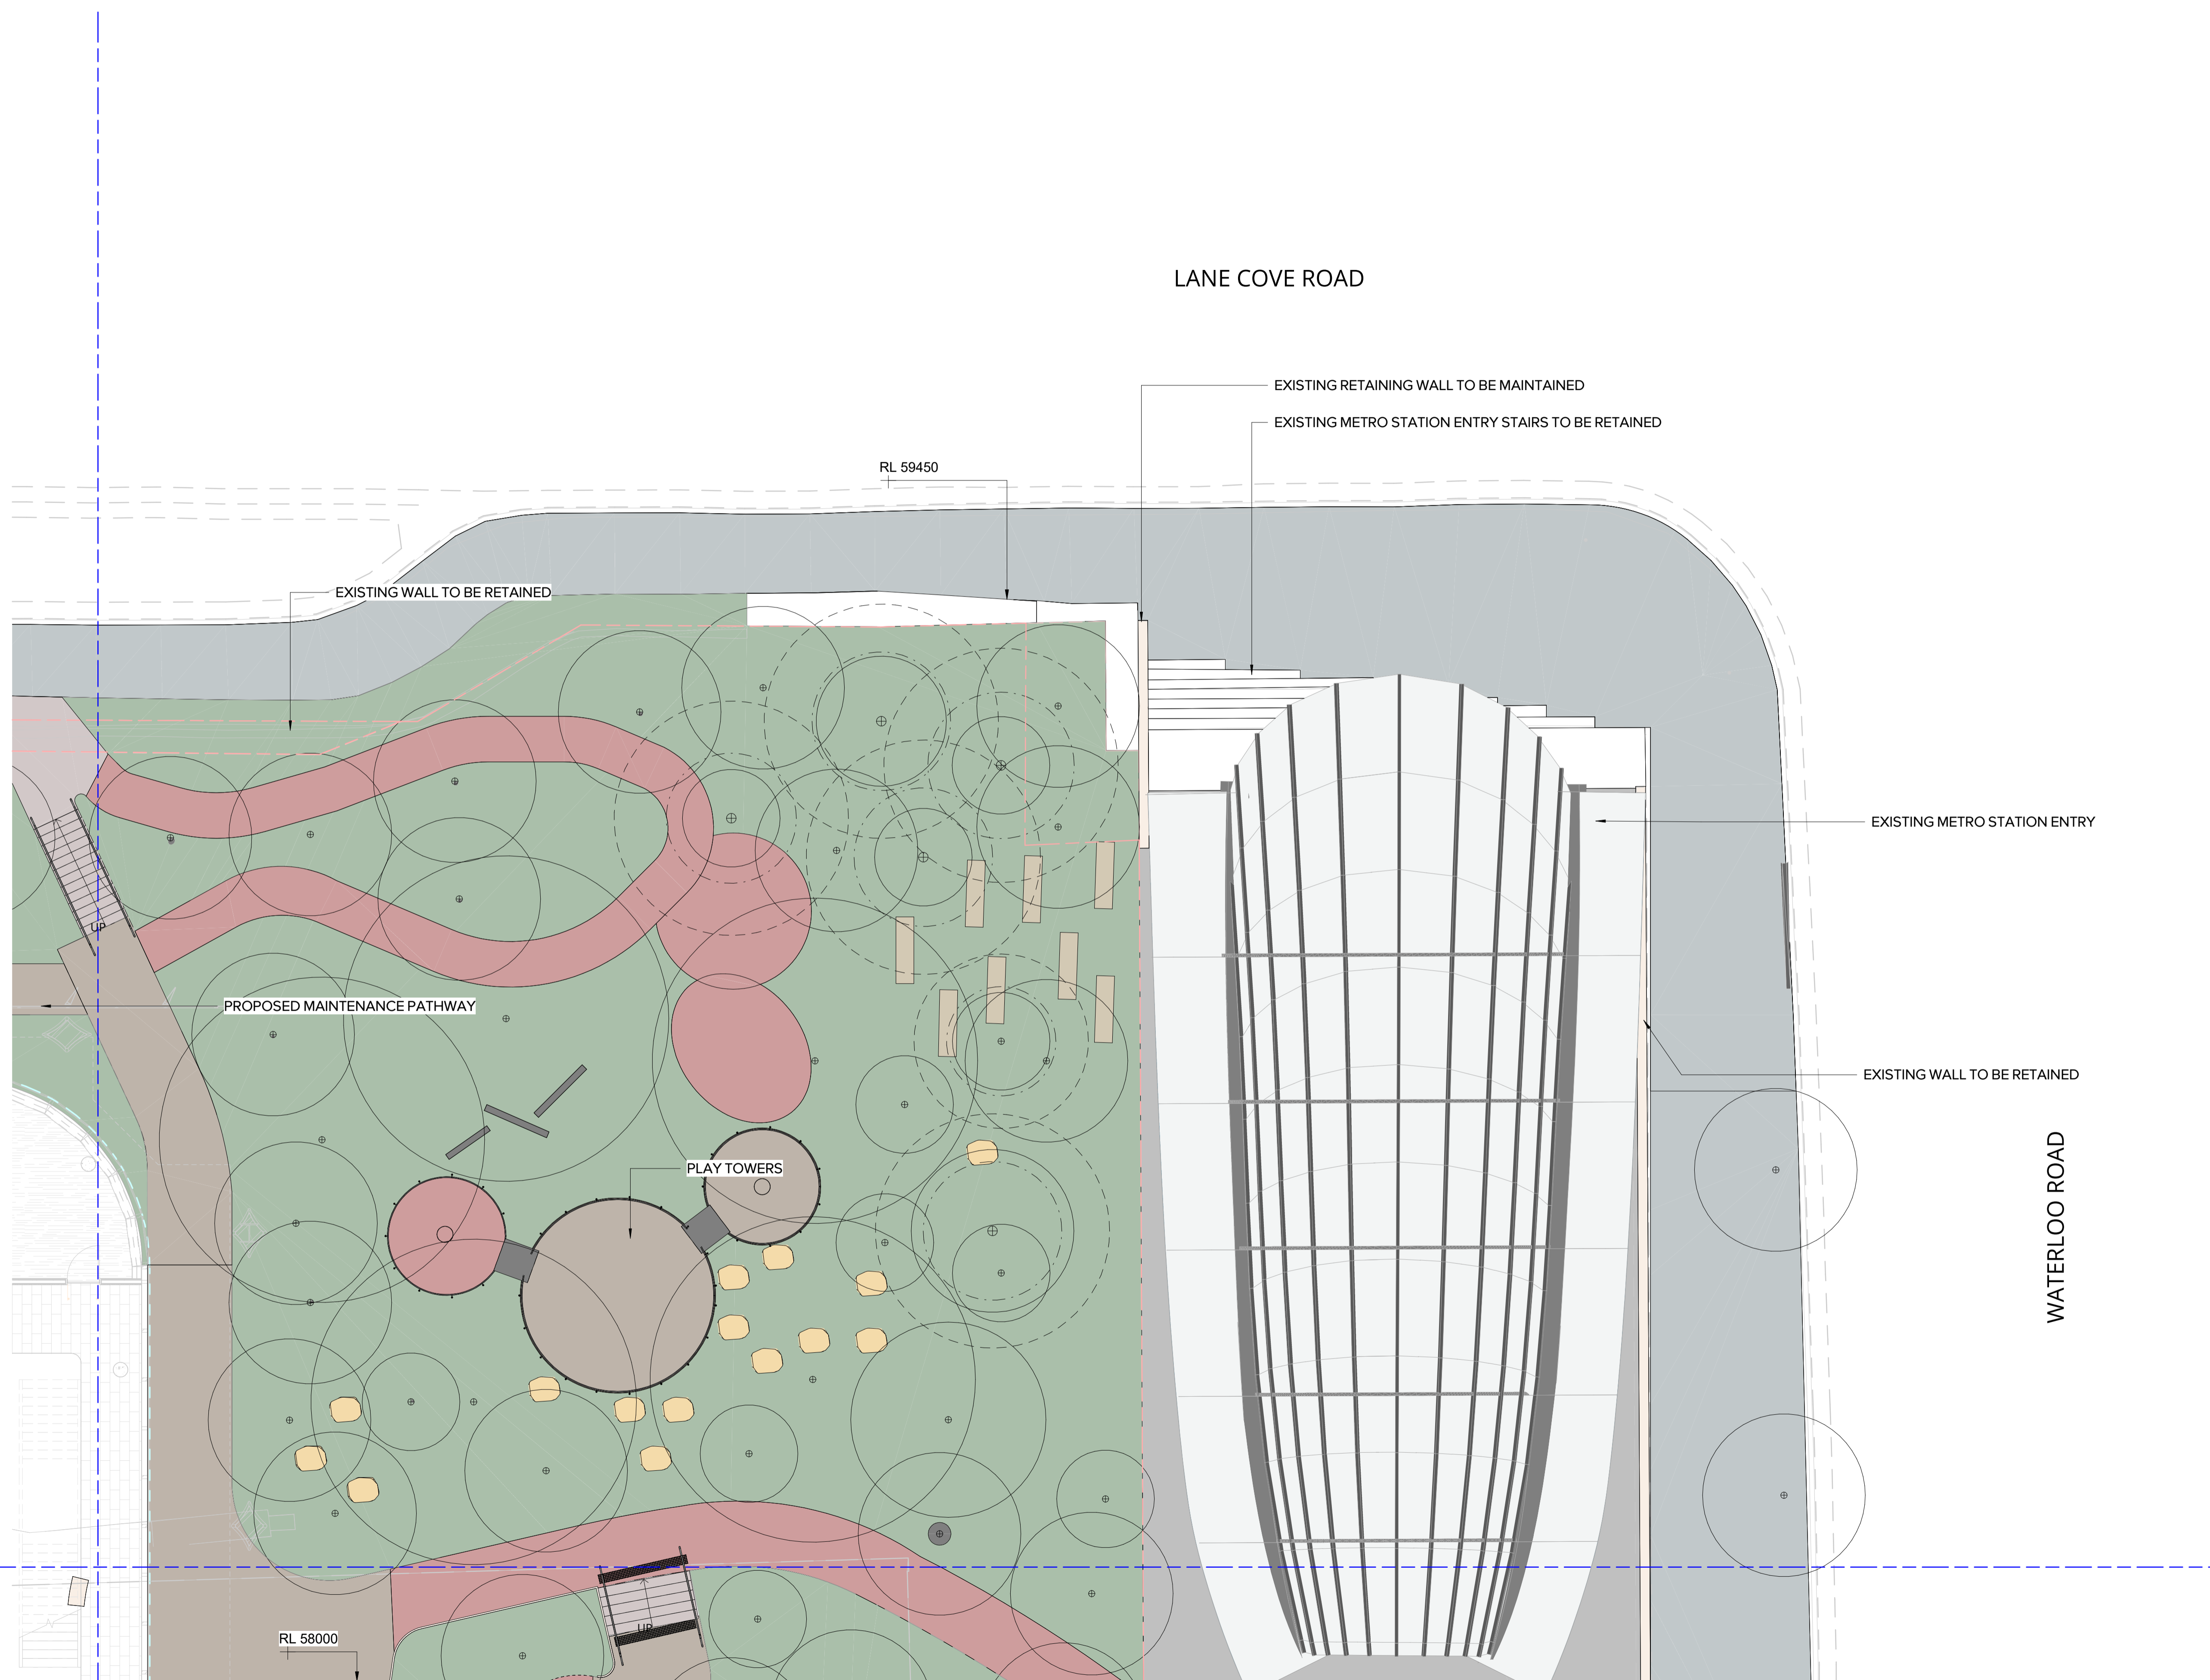 LANE COVE ROAD
EXISTING RETAINING WALL TO BE MAINTAINED
EXISTING METRO STATION ENTRY STAIRS TO BE RETAINED
RL 59450
EXISTING WALL TO BE RETAINED
EXISTING METRO STATION ENTRY
UP
PROPOSED MAINTENANCE PATHWAY
EXISTING WALL TO BE RETAINED
PLAY TOWERS
WATERLOO ROAD
UP
RL 58000